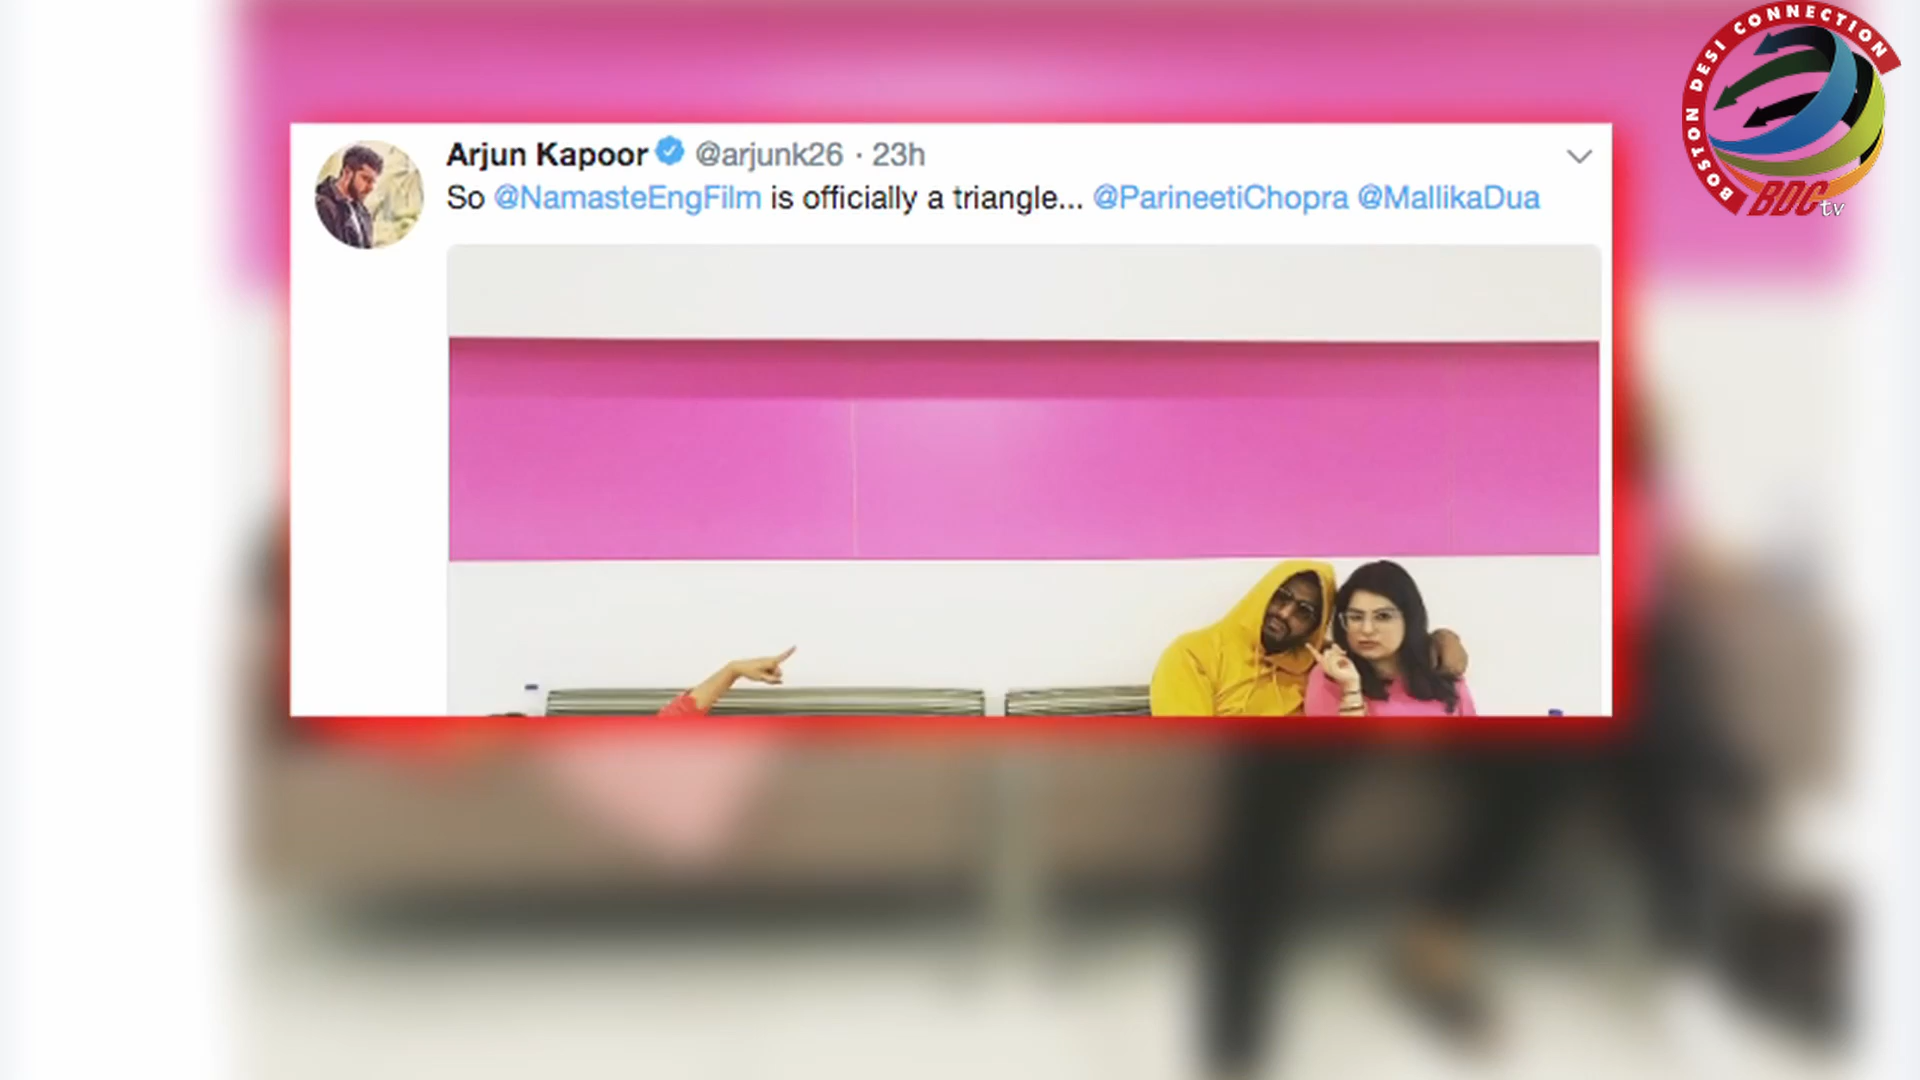 Arjun Kapoor @arjunk26 · 23h
So @NamasteEngFilm is officially a triangle... @ParineetiChopra @MallikaDua
BOSTON DESI CONNECTION
BDC tv